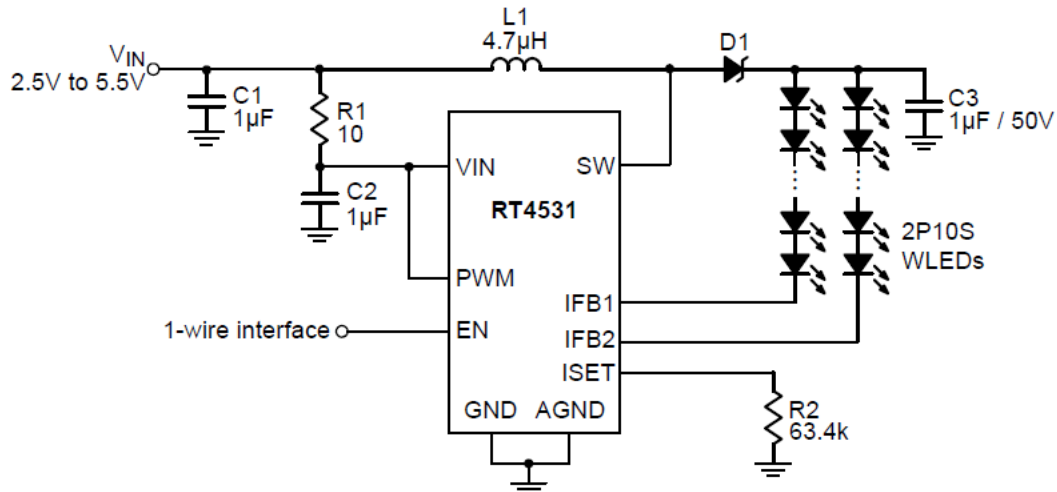 L1
4.7µH
D1
VIN
2.5V to 5.5V
C1
1µF
R1
10
C3
1µF / 50V
VIN
SW
C2
1µF
RT4531
2P10S
WLEDs
PWM
IFB1
1-wire interface
EN
IFB2
ISET
GND
AGND
R2
63.4k